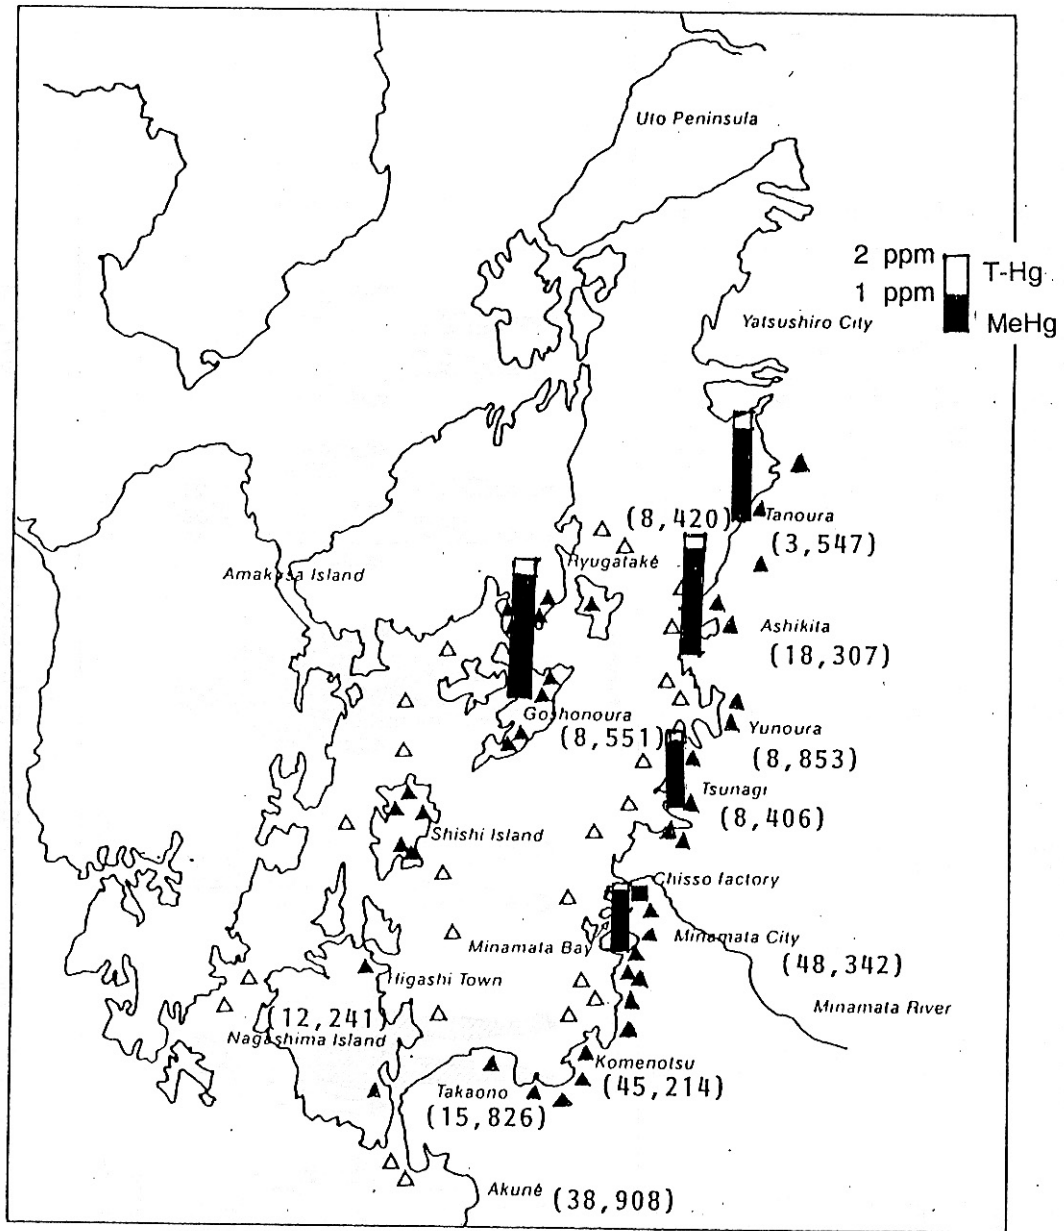 Uto Peninsula
2 ppm
T-Hg
1 ppm
MeHg
Yatsushiro City
(8,420)
Tanoura
(3,547)
Ryugatake
Amakusa Island
Ashikita
(18,307)
Goshonoura
(8,551)
Yunoura
(8,853)
Tsunagi
(8,406)
Shishi Island
Chisso factory
Minamata Bay
Minamata City
(48,342)
Higashi Town
Minamata River
(12,241)
Nagashima Island
Komenotsu
(45,214)
Takaono
(15,826)
Akune
(38,908)